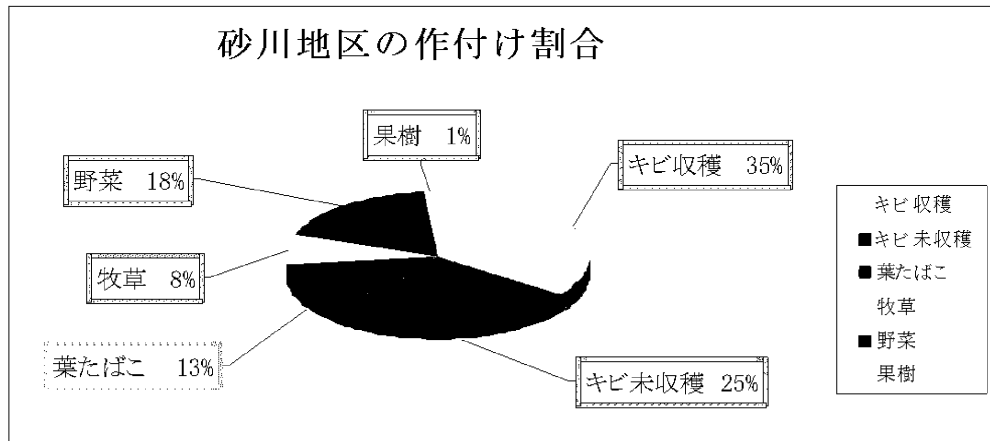 砂川地区の作付け割合
果樹 1%
キビ収穫 35%
野菜 18%
牧草 8%
葉たばこ 13%
キビ未収穫 25%
キビ収穫
キビ未収穫
葉たばこ
牧草
野菜
果樹